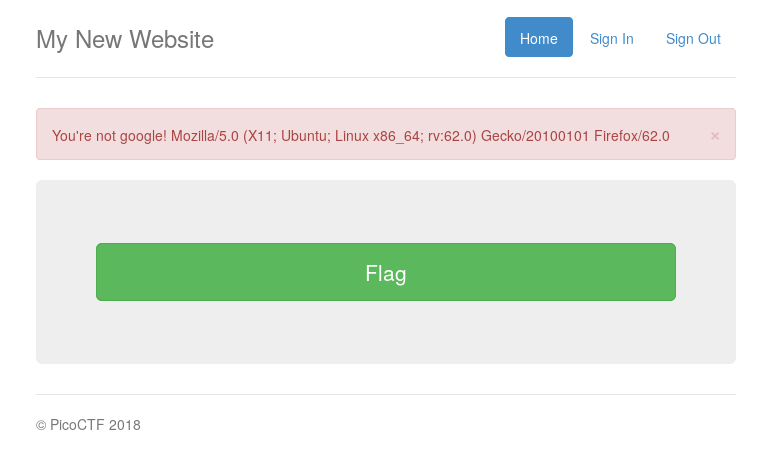 My New Website
Home
Sign In
Sign Out
You're not google! Mozilla/5.0 (X11; Ubuntu; Linux x86_64; rv:62.0) Gecko/20100101 Firefox/62.0
×
Flag
© PicoCTF 2018